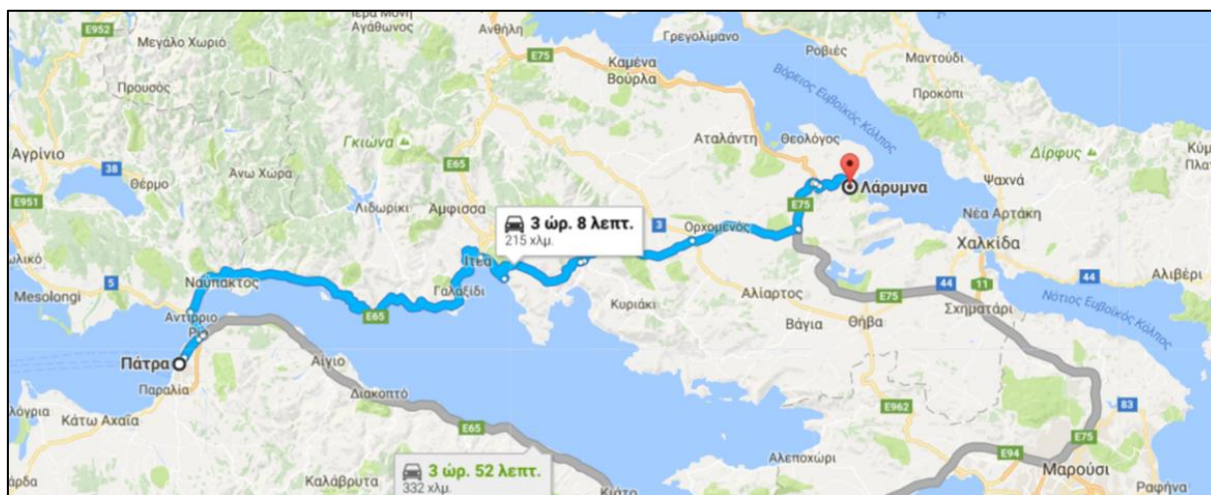 E952
Μεγάλο Χωριό
Προυσός
Αγρίνιο
38
Θέρμο
E951
Mesolongi
5
Άνω Χώρα
Γκιώνα
Λιδωρίκι
Άμφισσα
E65
Αγάθωνος
Ανθήλη
E75
Καμένα
Βούρλα
Γρεγολίμανο
Ροβιές
Μαντούδι
Προκόπι
Βόρειος Ευβοϊκός Κόλπος
Αταλάντη
Θεολόγος
Δίρφυς
Ψαχνά
Λάρυμνα
E75
Νέα Αρτάκη
Χαλκίδα
3 ώρ. 8 λεπτ.
215 χλμ.
3
Ορχομενός
Ιτέα
Ναύπακτος
Γαλαξίδι
E65
Κυριάκι
Αλίαρτος
Βάγια
Θήβα
E75
44
11
Σχηματάρι
44
Αλιβέρι
Νότιος Ευβοϊκός Κόλπος
Αντίρριο
Πάτρα
Παραλία
Κάτω Αχαΐα
Αίγιο
Διακοπτό
E65
E962
83
E75
E94
Μαρούσι
Ραφήνα
Αλεποχώρι
3 ώρ. 52 λεπτ.
332 χλμ.
Καλάβρυτα
Κιάτο